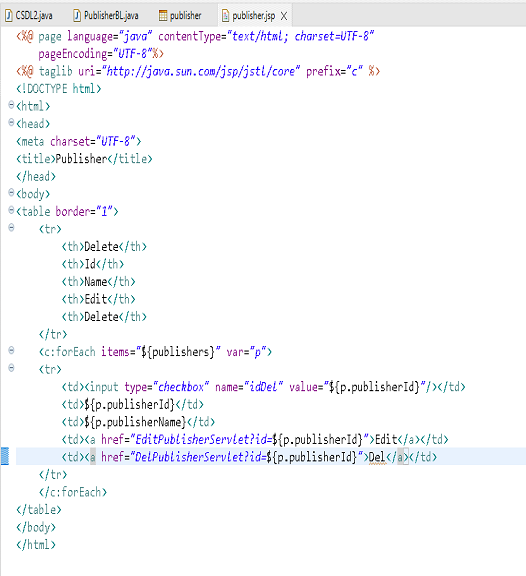 CSDL2.java PublisherBL.java publisher publisher.jsp
<%@ page language="java" contentType="text/html; charset=UTF-8"
    pageEncoding="UTF-8"%>
<%@ taglib uri="http://java.sun.com/jsp/jstl/core" prefix="c" %>
<!DOCTYPE html>
<html>
<head>
<meta charset="UTF-8">
<title>Publisher</title>
</head>
<body>
<table border="1">
    <tr>
        <th>Delete</th>
        <th>Id</th>
        <th>Name</th>
        <th>Edit</th>
        <th>Delete</th>
    </tr>
    <c:forEach items="${publishers}" var="p">
    <tr>
        <td><input type="checkbox" name="idDel" value="${p.publisherId}"/></td>
        <td>${p.publisherId}</td>
        <td>${p.publisherName}</td>
        <td><a href="EditPublisherServlet?id=${p.publisherId}">Edit</a></td>
        <td><a href="DelPublisherServlet?id=${p.publisherId}">Del</a></td>
    </tr>
    </c:forEach>
</table>
</body>
</html>